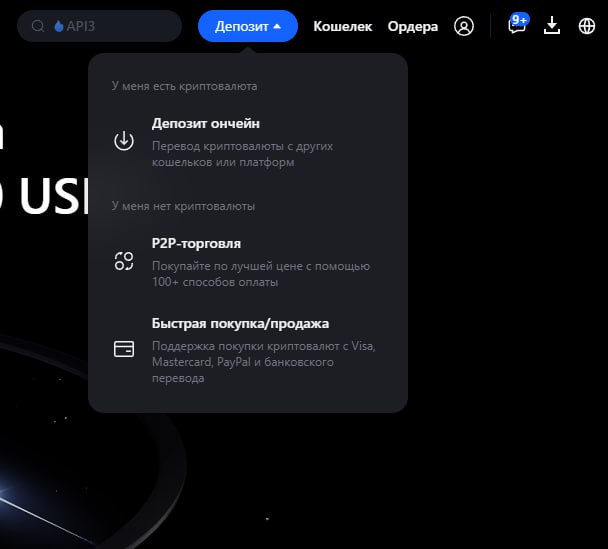 API3 Депозит Кошелек Ордера 9+
У меня есть криптовалюта
Депозит ончейн
Перевод криптовалюты с других
кошельков или платформ
USI
У меня нет криптовалюты
P2P-торговля
Покупайте по лучшей цене с помощью
100+ способов оплаты
Быстрая покупка/продажа
Поддержка покупки криптовалют с Visa,
Mastercard, PayPal и банковского
перевода